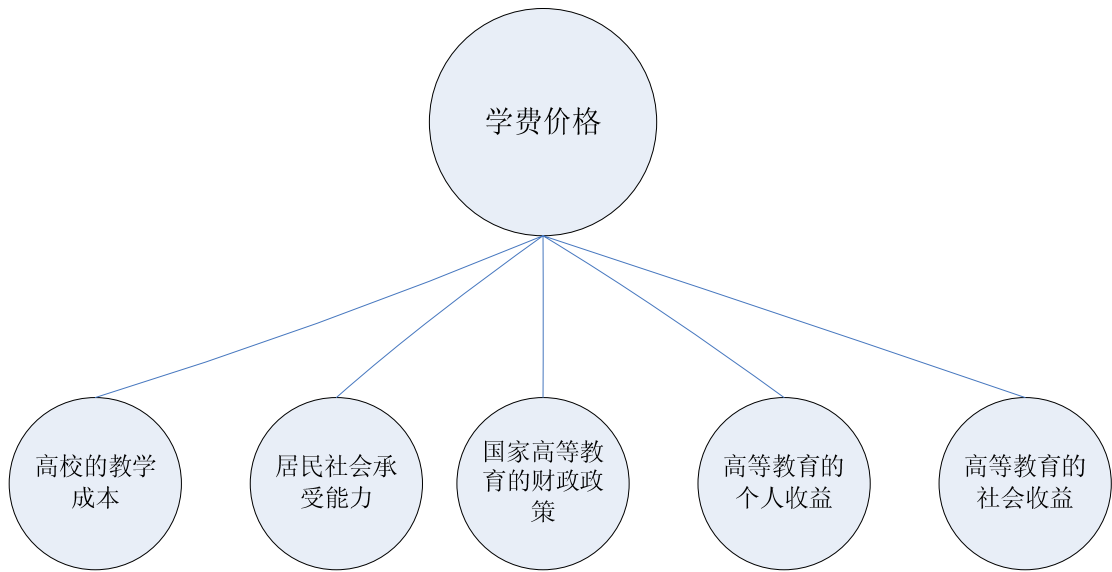 学费价格
高校的教学
成本
居民社会承
受能力
国家高等教
育的财政政
策
高等教育的
个人收益
高等教育的
社会收益